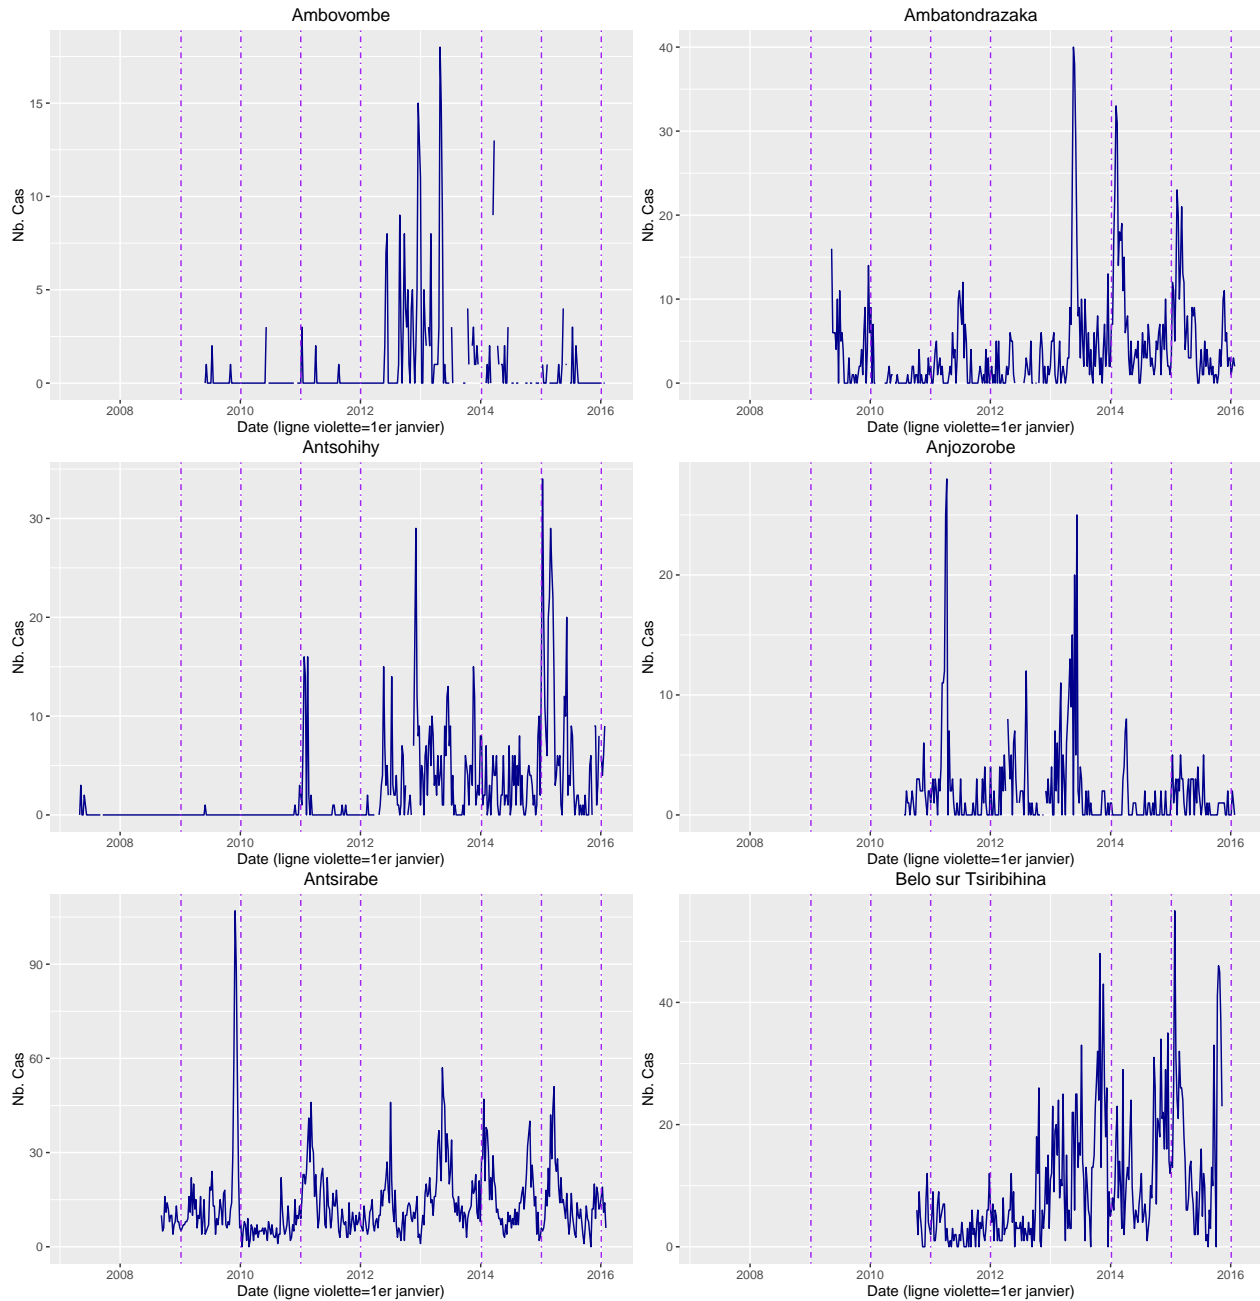 Ambovombe
Nb. Cas
15
10
5
0
2008 2010 2012 2014 2016
Date (ligne violette=1er janvier)
Ambatondrazaka
Nb. Cas
40
30
20
10
0
2008 2010 2012 2014 2016
Date (ligne violette=1er janvier)
Antsohihy
Nb. Cas
30
20
10
0
2008 2010 2012 2014 2016
Date (ligne violette=1er janvier)
Anjozorobe
Nb. Cas
20
10
0
2008 2010 2012 2014 2016
Date (ligne violette=1er janvier)
Antsirabe
Nb. Cas
90
60
30
0
2008 2010 2012 2014 2016
Date (ligne violette=1er janvier)
Belo sur Tsiribihina
Nb. Cas
40
20
0
2008 2010 2012 2014 2016
Date (ligne violette=1er janvier)